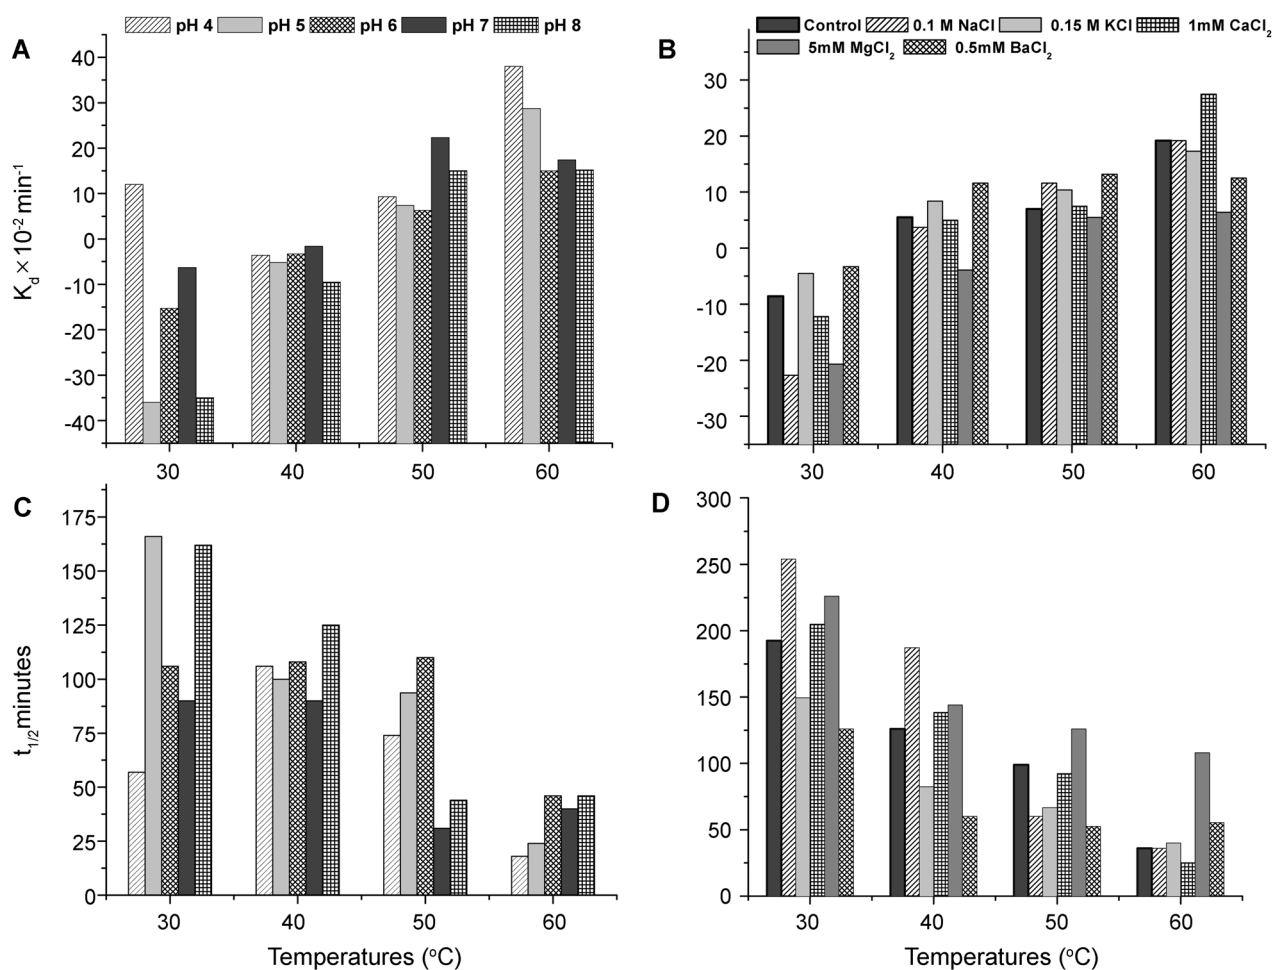 A
pH 4 pH 5 pH 6 pH 7 pH 8
40
30
20
10
0
-10
-20
-30
-40
K_d × 10^-2 min^-1
30 40 50 60
B
Control 0.1 M NaCl 0.15 M KCl 1mM CaCl₂
5mM MgCl₂ 0.5mM BaCl₂
30
20
10
0
-10
-20
-30
30 40 50 60
C
175
150
125
100
75
50
25
0
t_1/2 minutes
30 40 50 60
Temperatures (°C)
D
300
250
200
150
100
50
0
30 40 50 60
Temperatures (°C)